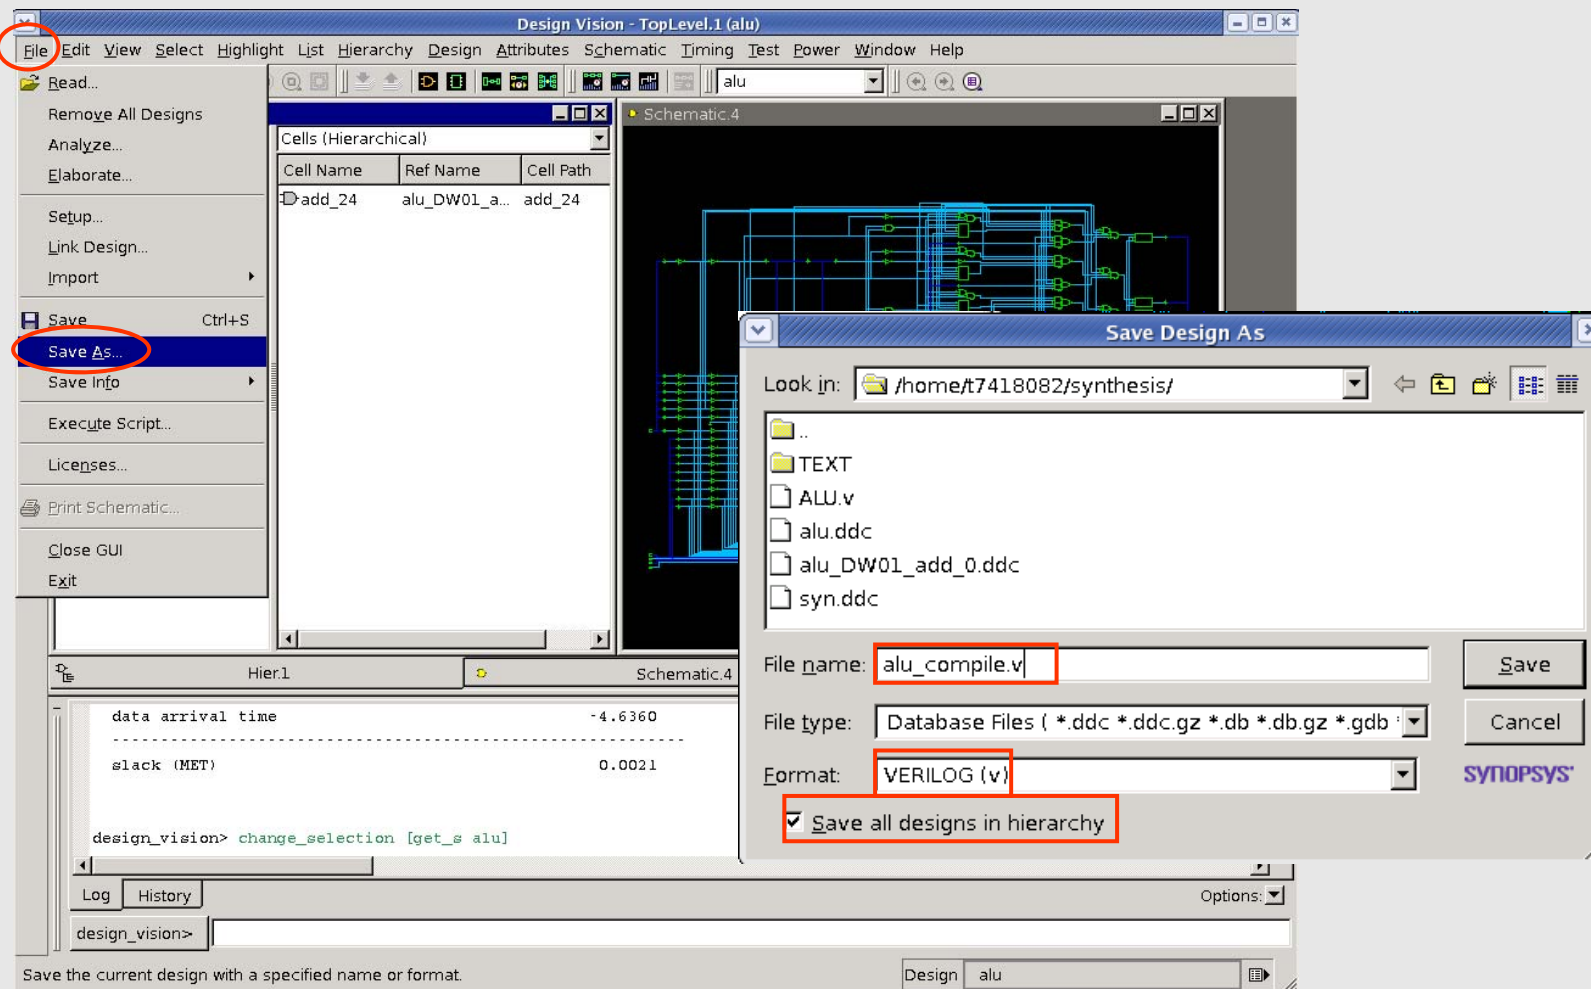 Design Vision - TopLevel.1 (alu)
File Edit View Select Highlight List Hierarchy Design Attributes Schematic Timing Test Power Window Help
Read...
alu
Remove All Designs
Analyze...
Elaborate...
Setup...
Link Design...
Import
Save Ctrl+S
Save As...
Save Info
Execute Script...
Licenses...
Print Schematic...
Close GUI
Exit
Cells (Hierarchical)
Cell Name Ref Name Cell Path
add_24 alu_DW01_a... add_24
Schematic.4
Save Design As
Look in: /home/t7418082/synthesis/
..
TEXT
ALU.v
alu.ddc
alu_DW01_add_0.ddc
syn.ddc
File name: alu_compile.v Save
File type: Database Files ( *.ddc *.ddc.gz *.db *.db.gz *.gdb Cancel
Format: VERILOG (v) SYNOPSYS
Save all designs in hierarchy
Hier.1 Schematic.4
data arrival time -4.6360
------------------------------------------------------------
slack (MET) 0.0021
design_vision> change_selection [get_s alu]
Log History Options:
design_vision>
Save the current design with a specified name or format. Design alu